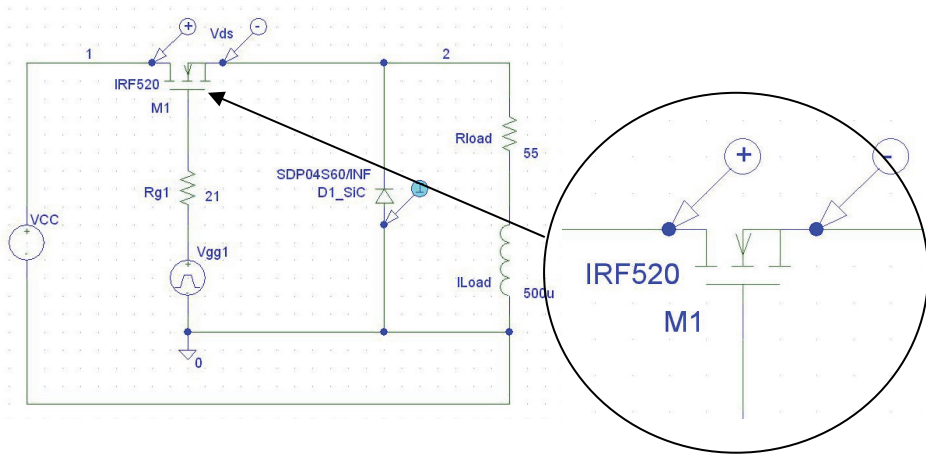 +
-
Vds
1
2
IRF520
M1
Rload
55
SDP04S60/INF
D1_SiC
I
Rg1
21
VCC
+
Vgg1
+
ILoad
500u
0
+
-
IRF520
M1